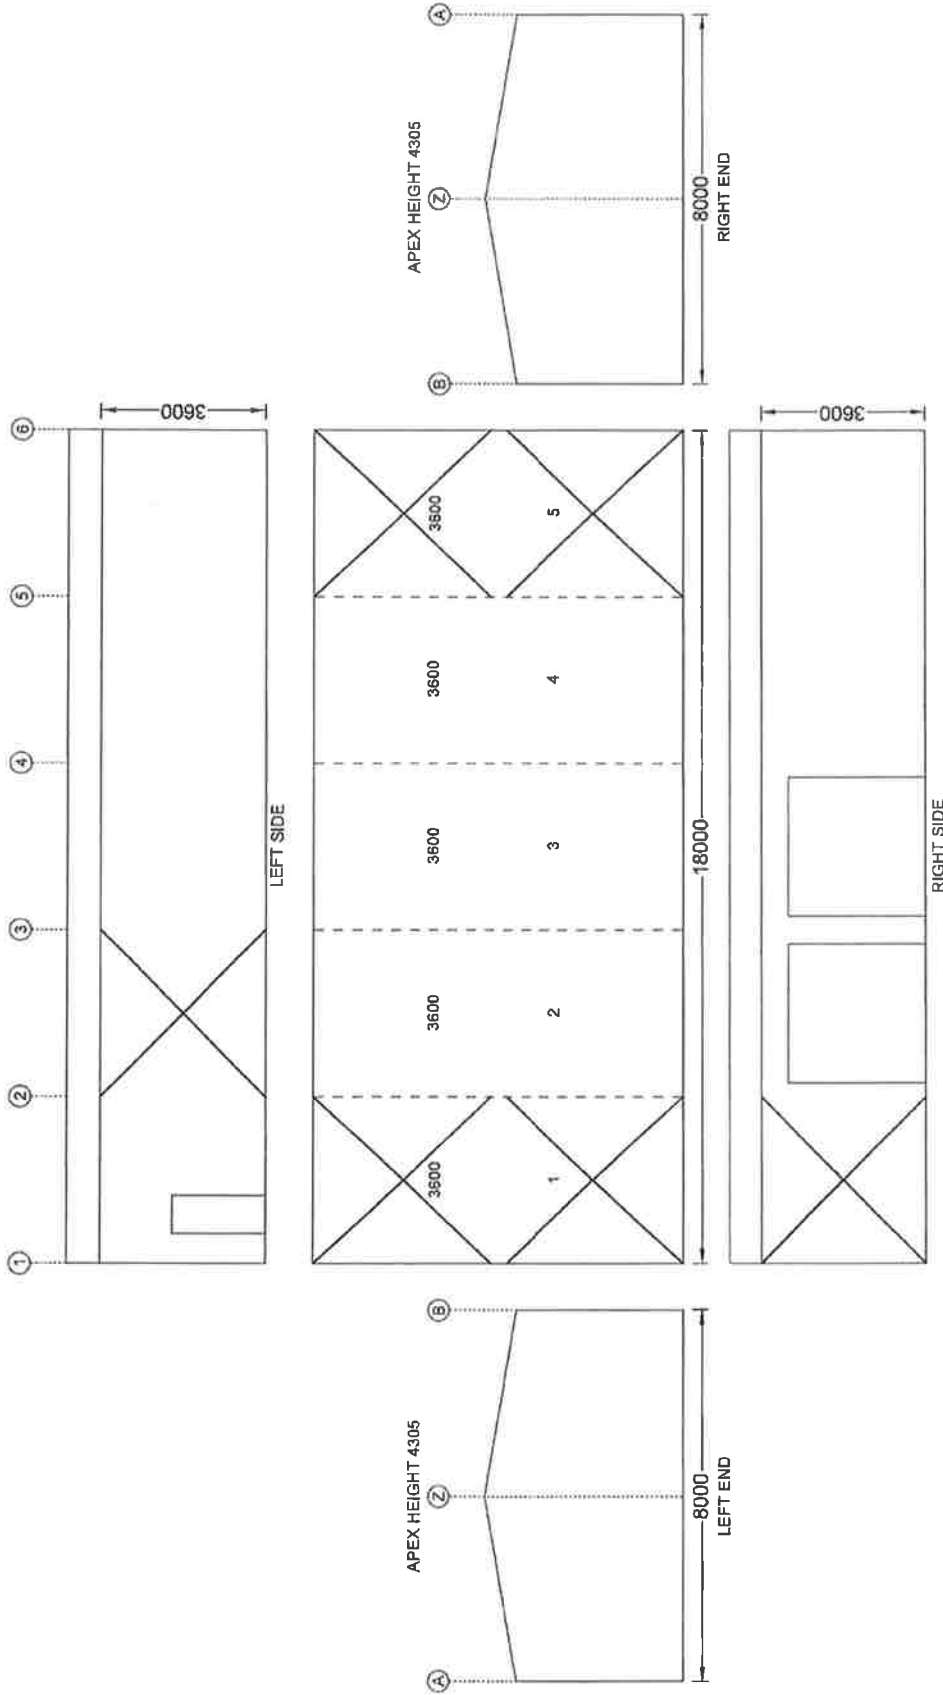 1
2
3
4
5
6
3600
LEFT SIDE
APEX HEIGHT 4305
A
Z
B
8000
LEFT END
3600
3600
3600
3600
3600
1
2
3
4
5
18000
APEX HEIGHT 4305
B
Z
A
8000
RIGHT END
3600
RIGHT SIDE